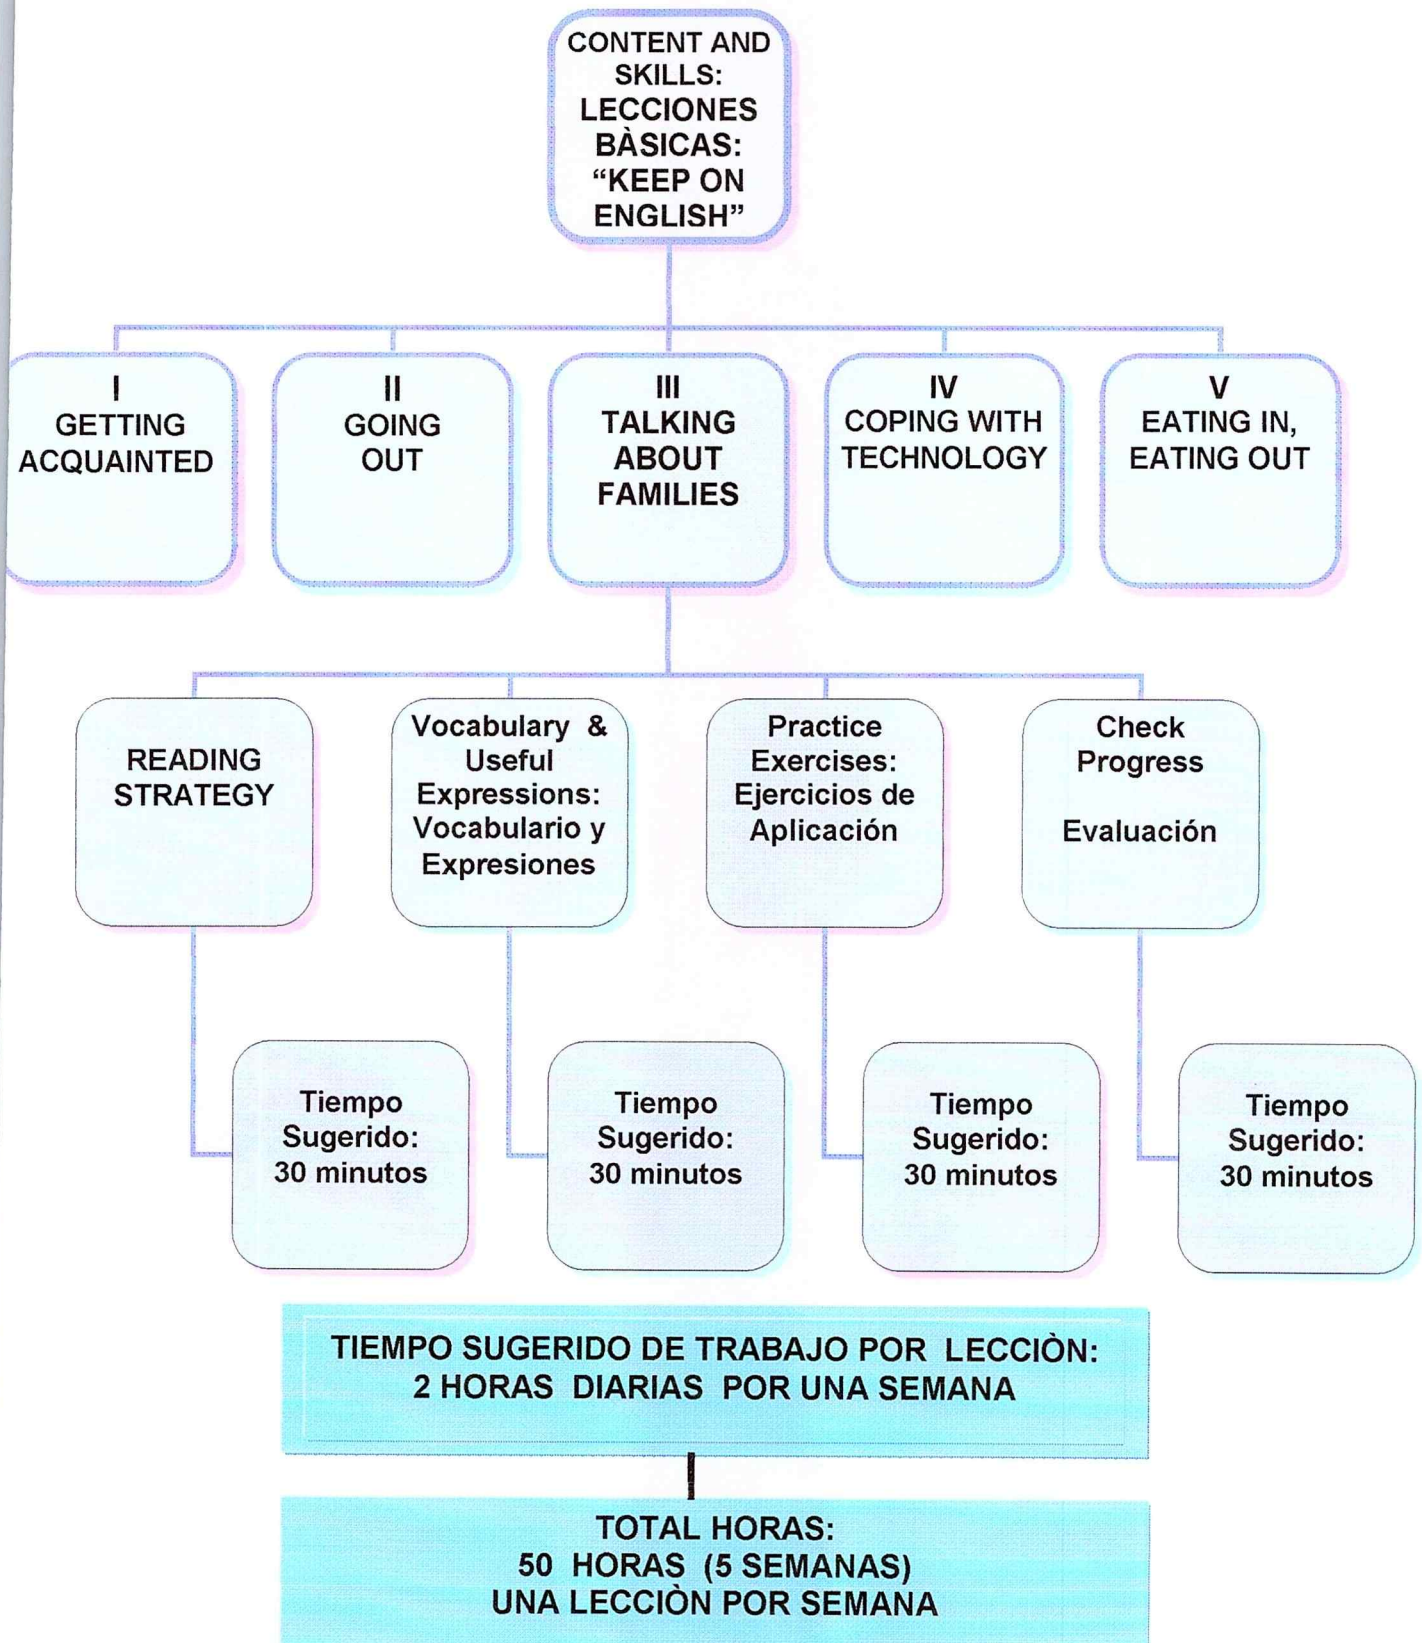 CONTENT AND
SKILLS:
LECCIONES
BÀSICAS:
“KEEP ON
ENGLISH”
I
GETTING
ACQUAINTED
II
GOING
OUT
III
TALKING
ABOUT
FAMILIES
IV
COPING WITH
TECHNOLOGY
V
EATING IN,
EATING OUT
READING
STRATEGY
Vocabulary &
Useful
Expressions:
Vocabulario y
Expresiones
Practice
Exercises:
Ejercicios de
Aplicación
Check
Progress
Evaluación
Tiempo
Sugerido:
30 minutos
Tiempo
Sugerido:
30 minutos
Tiempo
Sugerido:
30 minutos
Tiempo
Sugerido:
30 minutos
TIEMPO SUGERIDO DE TRABAJO POR LECCIÒN:
2 HORAS DIARIAS POR UNA SEMANA
TOTAL HORAS:
50 HORAS (5 SEMANAS)
UNA LECCIÒN POR SEMANA